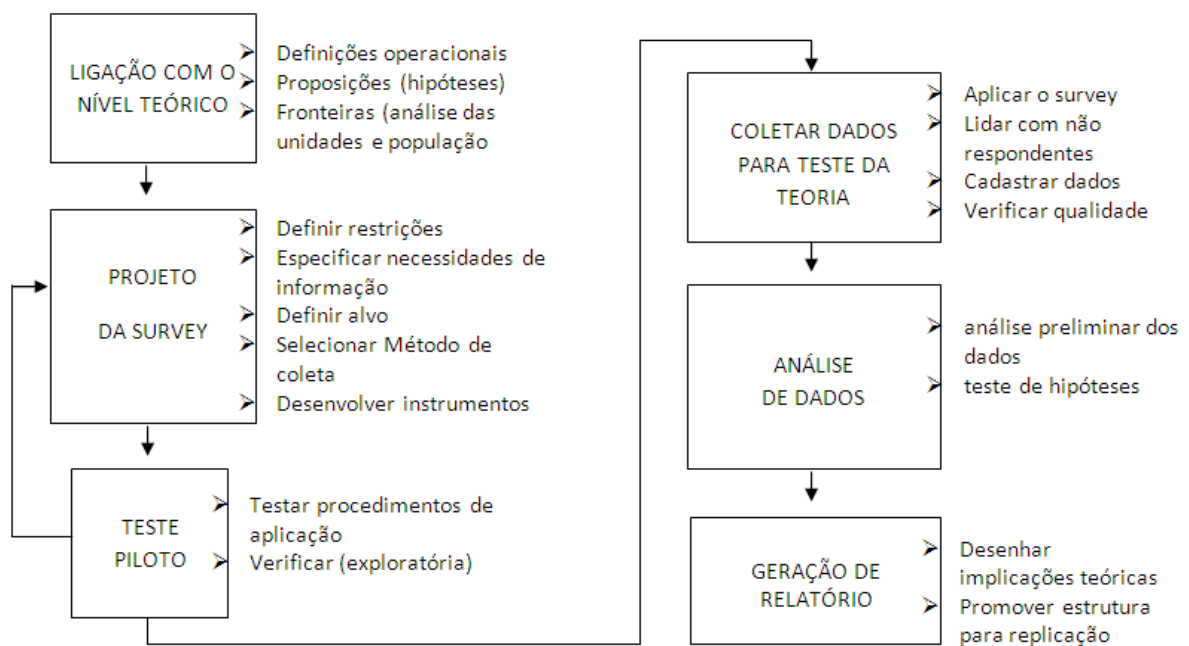 LIGAÇÃO COM O
NÍVEL TEÓRICO
Definições operacionais
Proposições (hipóteses)
Fronteiras (análise das
unidades e população
PROJETO
DA SURVEY
Definir restrições
Especificar necessidades de
informação
Definir alvo
Selecionar Método de
coleta
Desenvolver instrumentos
TESTE
PILOTO
Testar procedimentos de
aplicação
Verificar (exploratória)
COLETAR DADOS
PARA TESTE DA
TEORIA
Aplicar o survey
Lidar com não
respondentes
Cadastrar dados
Verificar qualidade
ANÁLISE
DE DADOS
análise preliminar dos
dados
teste de hipóteses
GERAÇÃO DE
RELATÓRIO
Desenhar
implicações teóricas
Promover estrutura
para replicação